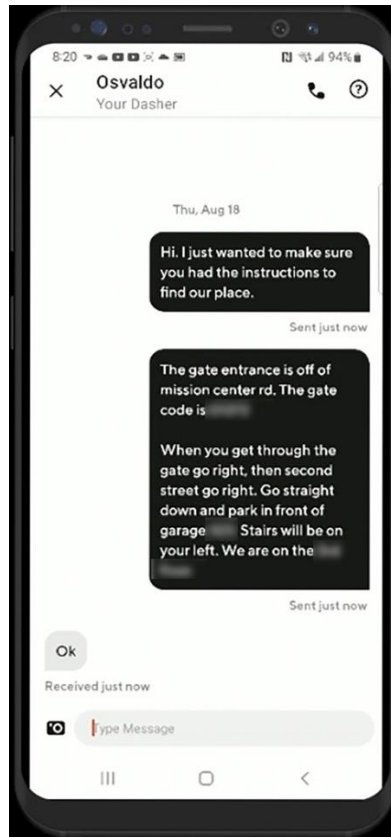 8:20
94%
Osvaldo
Your Dasher
Thu, Aug 18
Hi. I just wanted to make sure
you had the instructions to
find our place.
Sent just now
The gate entrance is off of
mission center rd. The gate
code is
When you get through the
gate go right, then second
street go right. Go straight
down and park in front of
garage Stairs will be on
your left. We are on the
Sent just now
Ok
Received just now
Type Message